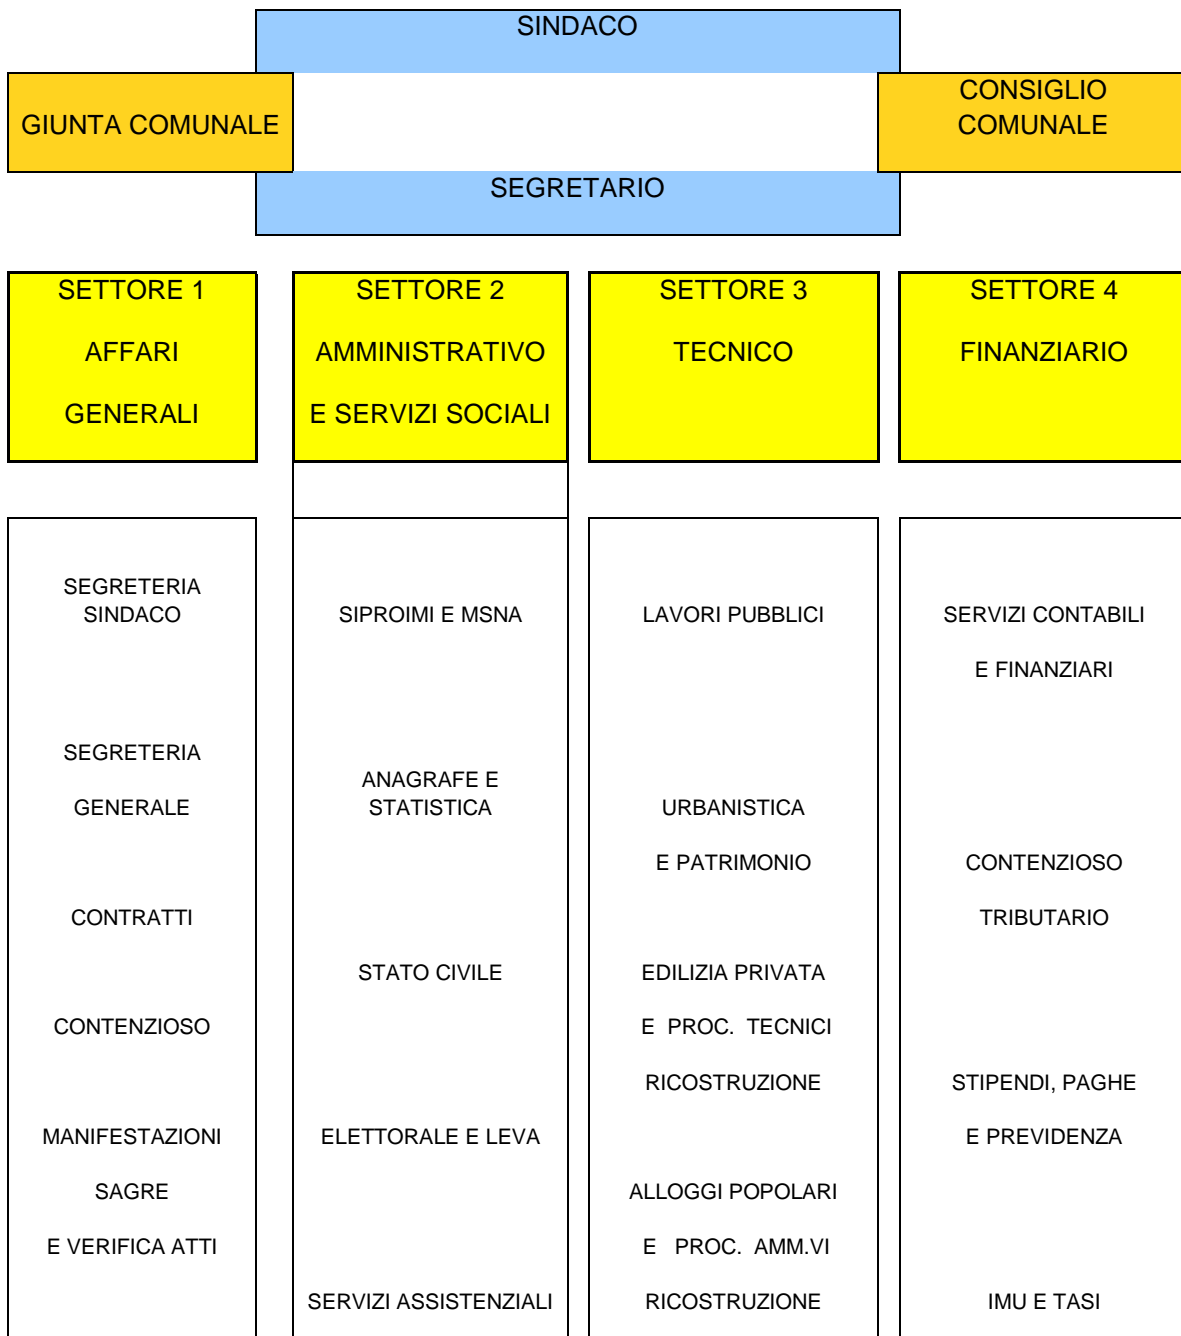 SINDACO
GIUNTA COMUNALE
CONSIGLIO
COMUNALE
SEGRETARIO
SETTORE 1
AFFARI
GENERALI
SETTORE 2
AMMINISTRATIVO
E SERVIZI SOCIALI
SETTORE 3
TECNICO
SETTORE 4
FINANZIARIO
SEGRETERIA
SINDACO
SEGRETERIA
GENERALE
CONTRATTI
CONTENZIOSO
MANIFESTAZIONI
SAGRE
E VERIFICA ATTI
SIPROIMI E MSNA
ANAGRAFE E
STATISTICA
STATO CIVILE
ELETTORALE E LEVA
SERVIZI ASSISTENZIALI
LAVORI PUBBLICI
URBANISTICA
E PATRIMONIO
EDILIZIA PRIVATA
E PROC. TECNICI
RICOSTRUZIONE
ALLOGGI POPOLARI
E PROC. AMM.VI
RICOSTRUZIONE
SERVIZI CONTABILI
E FINANZIARI
CONTENZIOSO
TRIBUTARIO
STIPENDI, PAGHE
E PREVIDENZA
IMU E TASI